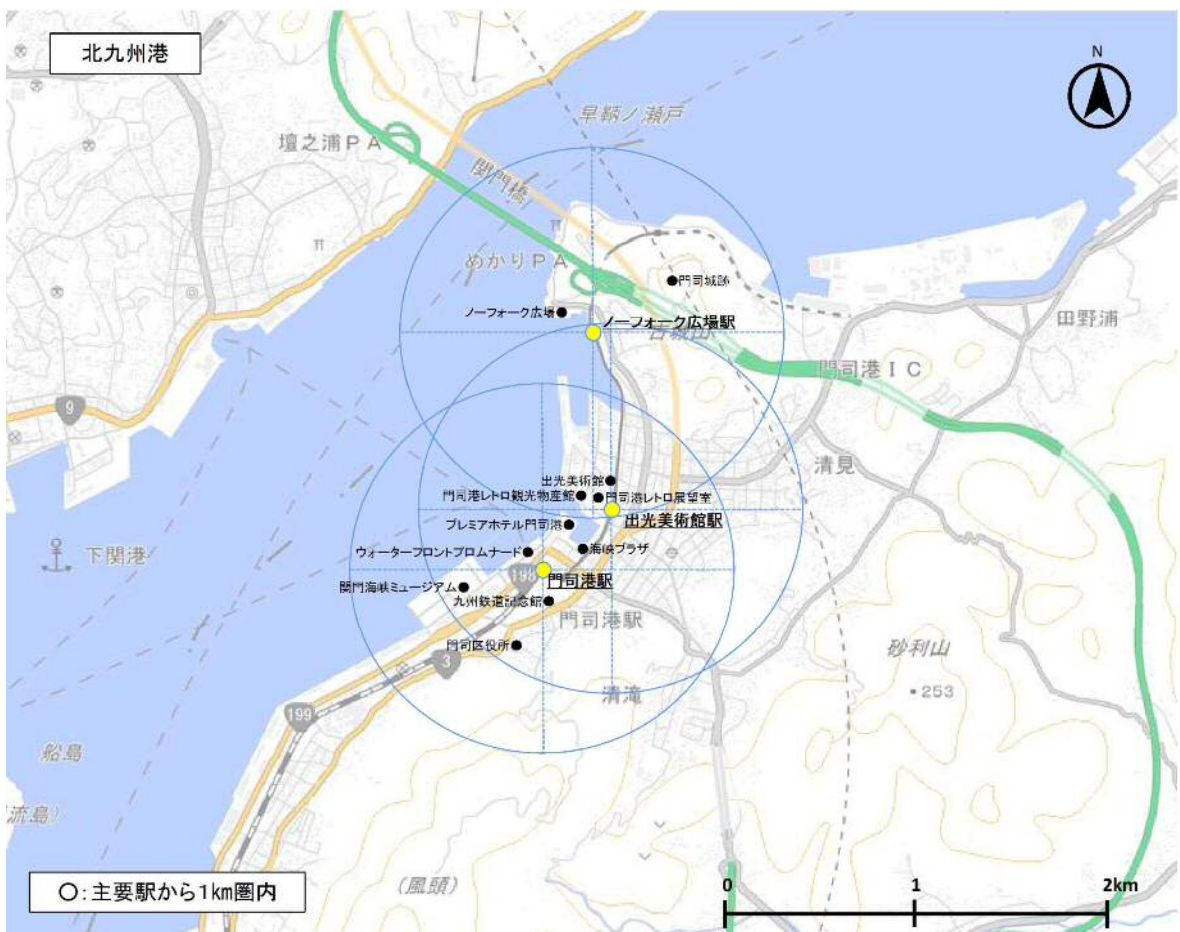 北九州港
N
早鞆ノ瀬戸
壇之浦PA
関門橋
めかりPA
門司城跡
ノーフォーク広場
ノーフォーク広場駅
古城山
田野浦
門司港IC
9
清見
出光美術館
門司港レトロ観光物産館
門司港レトロ展望室
出光美術館駅
プレミアホテル門司港
海峡プラザ
ウォーターフロントプロムナード
下関港
198
門司港駅
関門海峡ミュージアム
九州鉄道記念館
門司港駅
門司区役所
3
砂利山
・253
清滝
199
船島
流島)
(風頭)
○:主要駅から1km圏内
0
1
2km